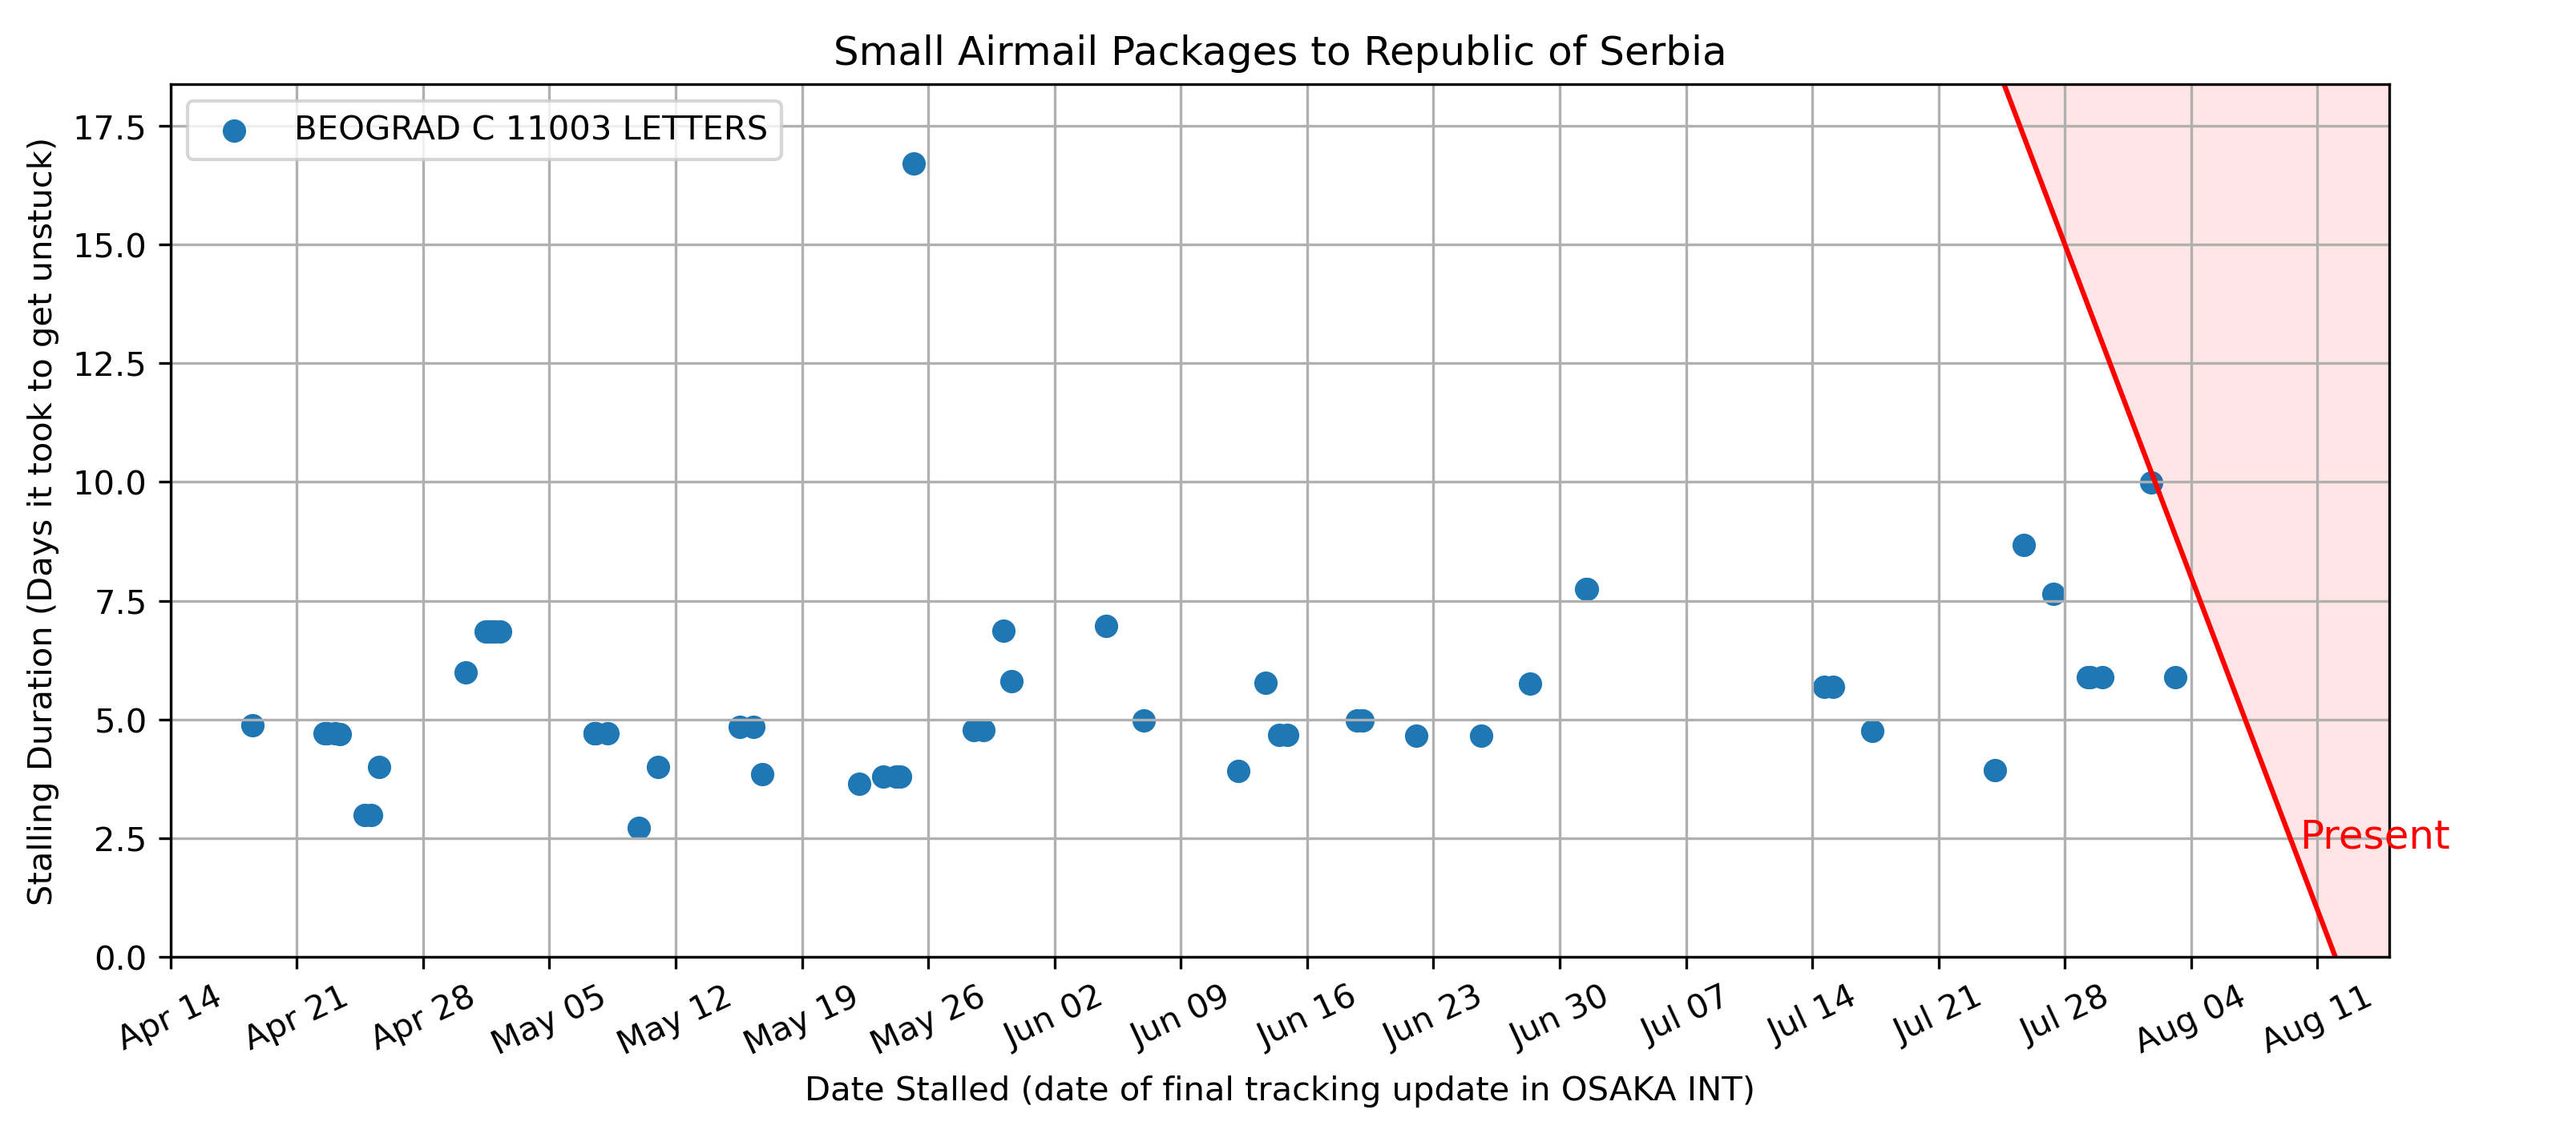 Small Airmail Packages to Republic of Serbia
BEOGRAD C 11003 LETTERS
Stalling Duration (Days it took to get unstuck)
17.5
15.0
12.5
10.0
7.5
5.0
2.5
0.0
Present
Apr 14 Apr 21 Apr 28 May 05 May 12 May 19 May 26 Jun 02 Jun 09 Jun 16 Jun 23 Jun 30 Jul 07 Jul 14 Jul 21 Jul 28 Aug 04 Aug 11
Date Stalled (date of final tracking update in OSAKA INT)